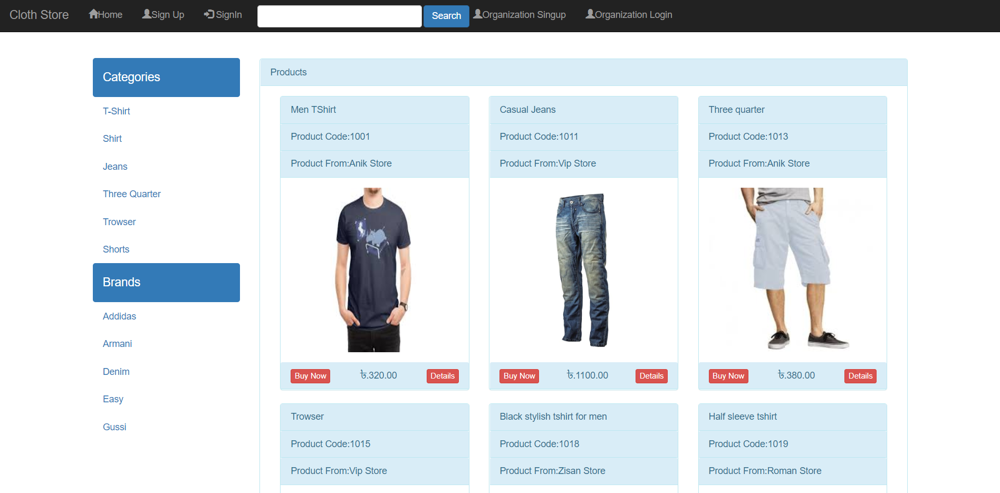 Cloth Store Home Sign Up SignIn Search Organization Singup Organization Login
Categories
T-Shirt
Shirt
Jeans
Three Quarter
Trowser
Shorts
Brands
Addidas
Armani
Denim
Easy
Gussi
Products
Men TShirt
Product Code:1001
Product From:Anik Store
Buy Now ৳.320.00 Details
Casual Jeans
Product Code:1011
Product From:Vip Store
Buy Now ৳.1100.00 Details
Three quarter
Product Code:1013
Product From:Anik Store
Buy Now ৳.380.00 Details
Trowser
Product Code:1015
Product From:Vip Store
Black stylish tshirt for men
Product Code:1018
Product From:Zisan Store
Half sleeve tshirt
Product Code:1019
Product From:Roman Store